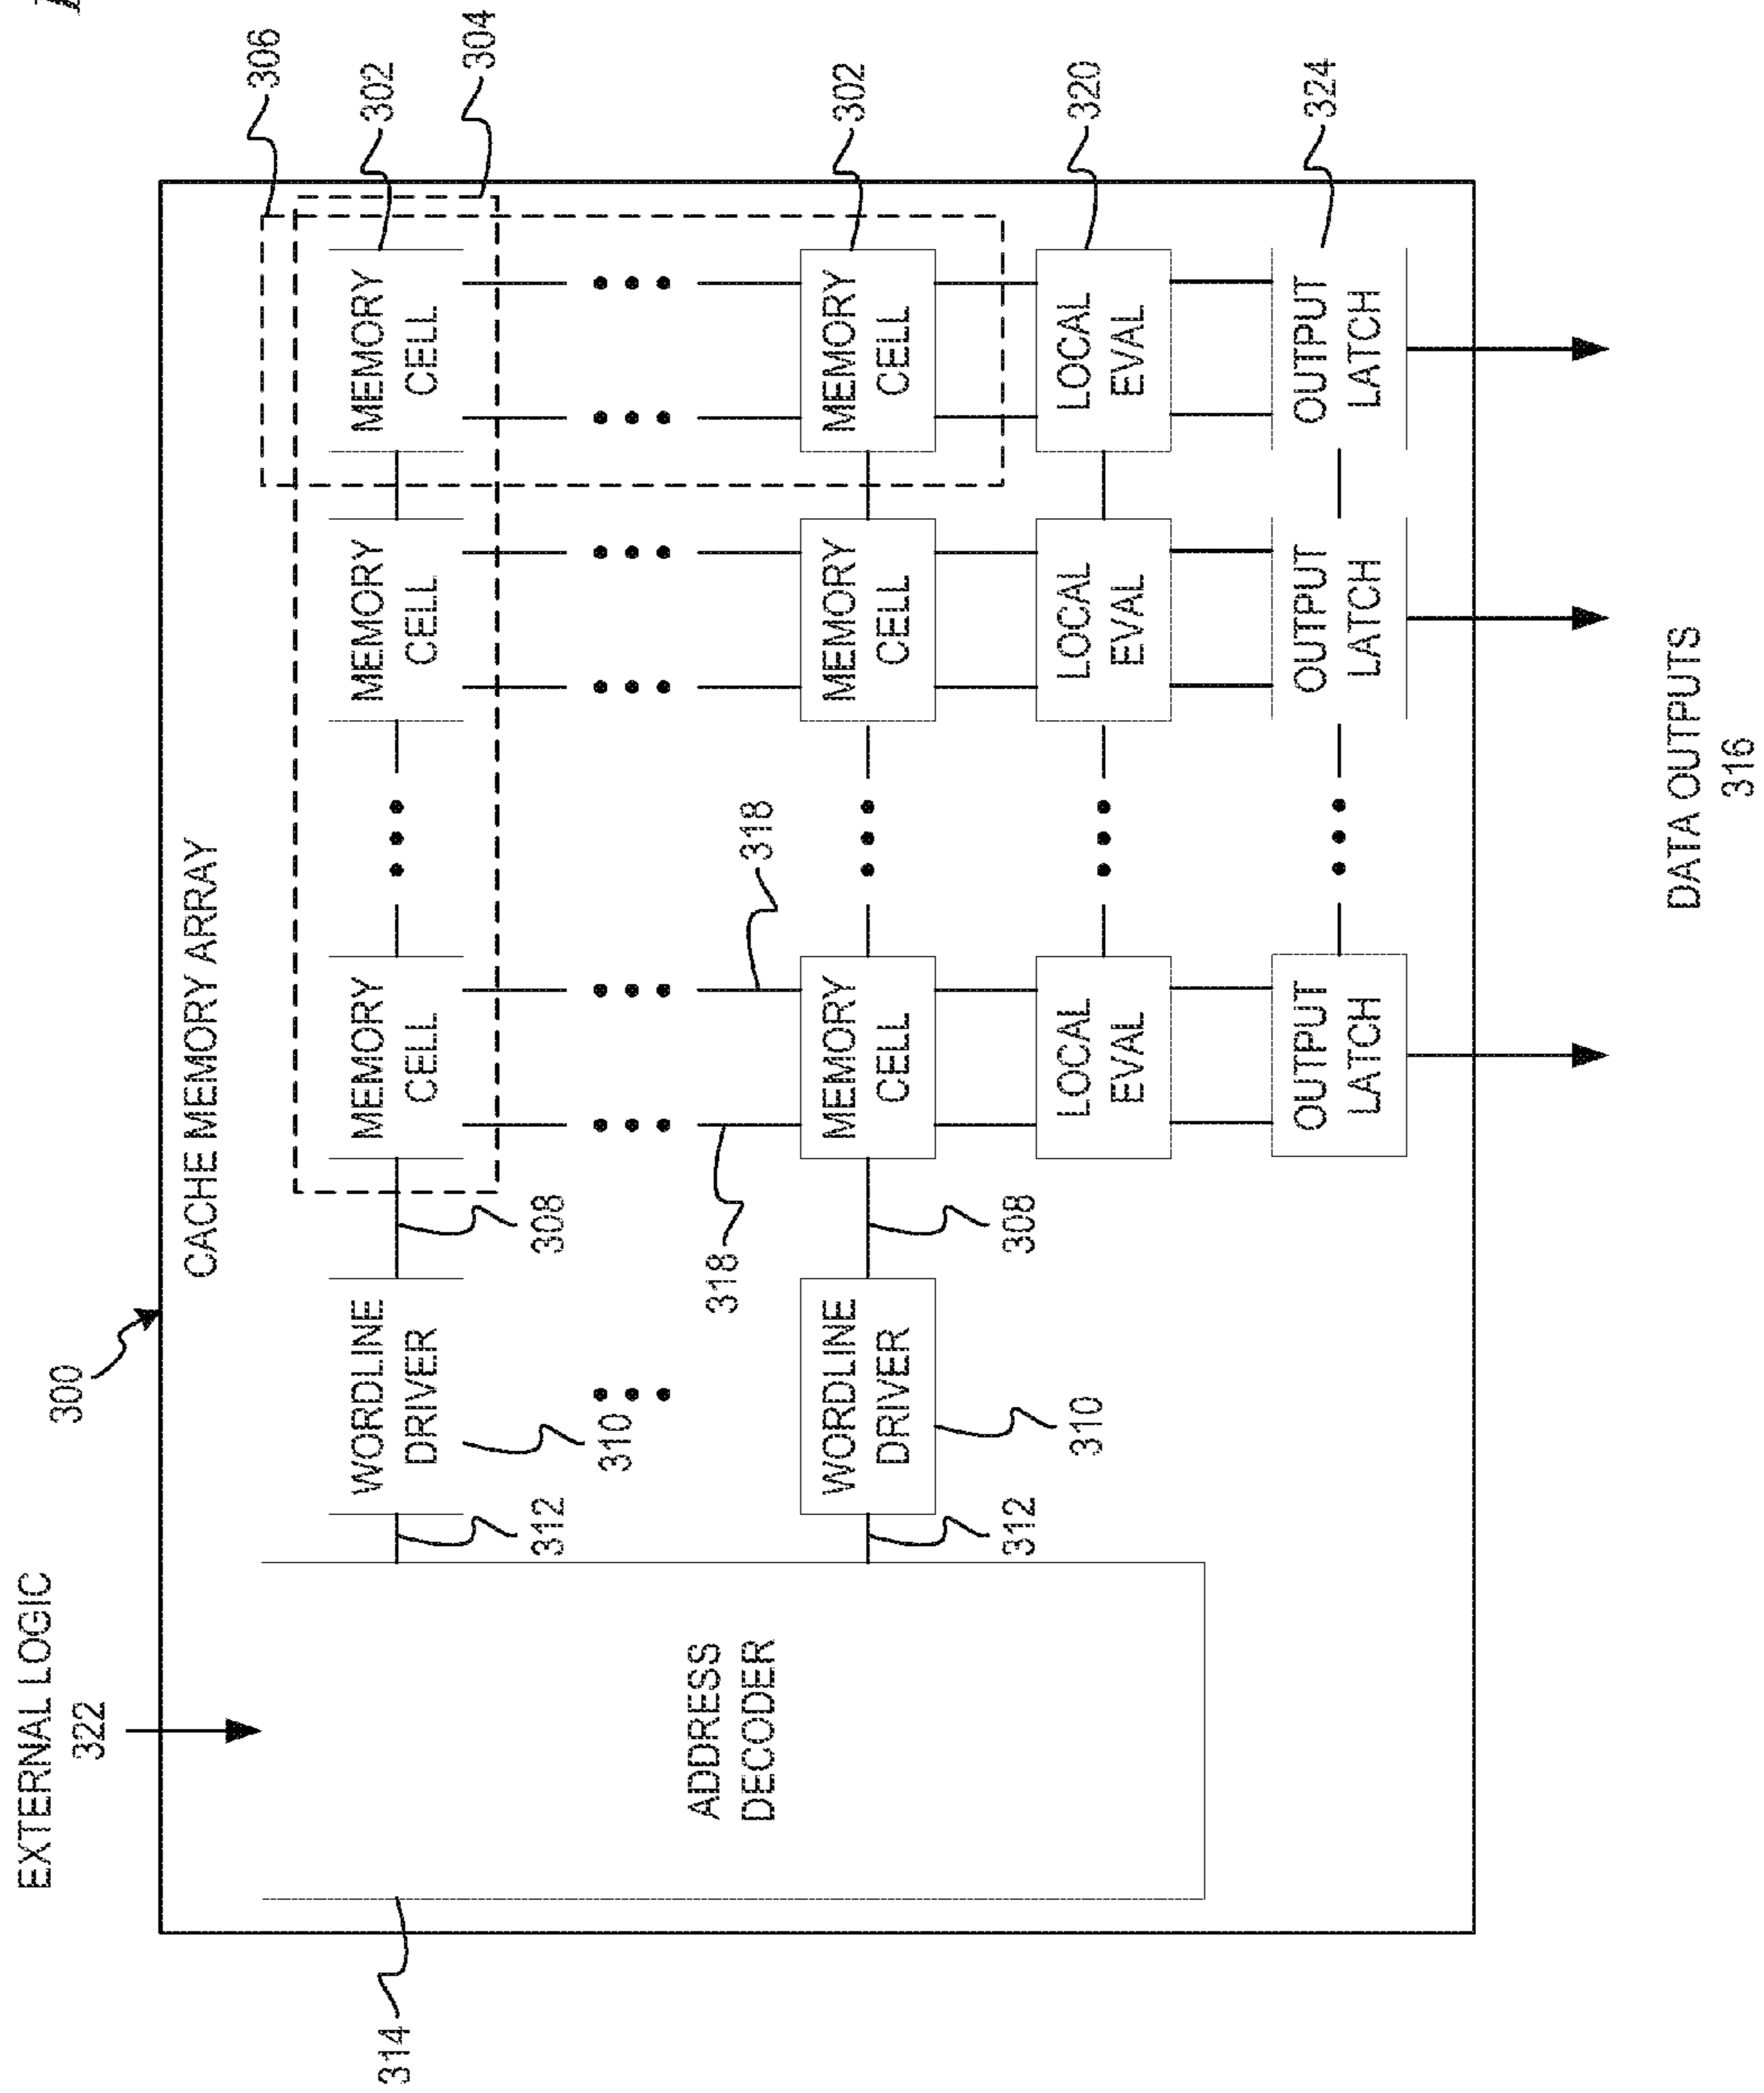 EXTERNAL LOGIC
322
300
CACHE MEMORY ARRAY
306
304
302
314
ADDRESS
DECODER
312
WORDLINE
DRIVER
310
308
MEMORY
CELL
MEMORY
CELL
MEMORY
CELL
318
318
302
312
WORDLINE
DRIVER
310
308
MEMORY
CELL
MEMORY
CELL
MEMORY
CELL
320
LOCAL
EVAL
LOCAL
EVAL
LOCAL
EVAL
324
OUTPUT
LATCH
OUTPUT
LATCH
OUTPUT
LATCH
DATA OUTPUTS
316